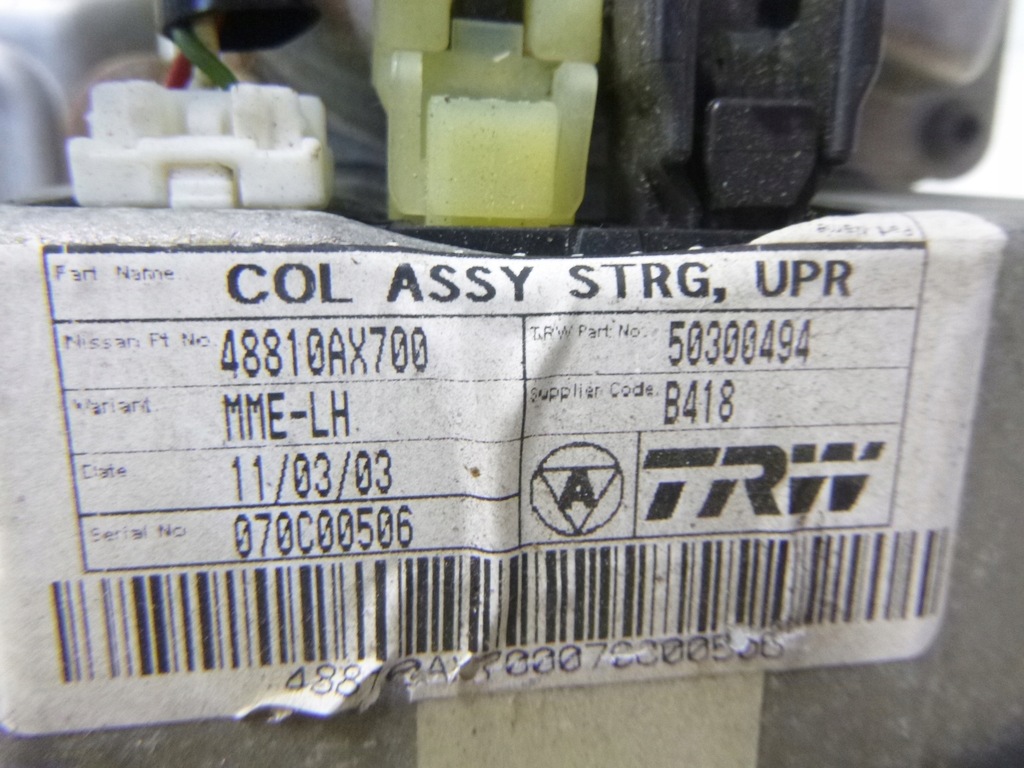 Part Name COL ASSY STRG, UPR
Nissan Pt No. 48810AX700 TRW Part No. 50300494
Variant MME-LH Supplier Code B418
Date 11/03/03
A TRW
Serial No 070C00506
48810AX700070C00506